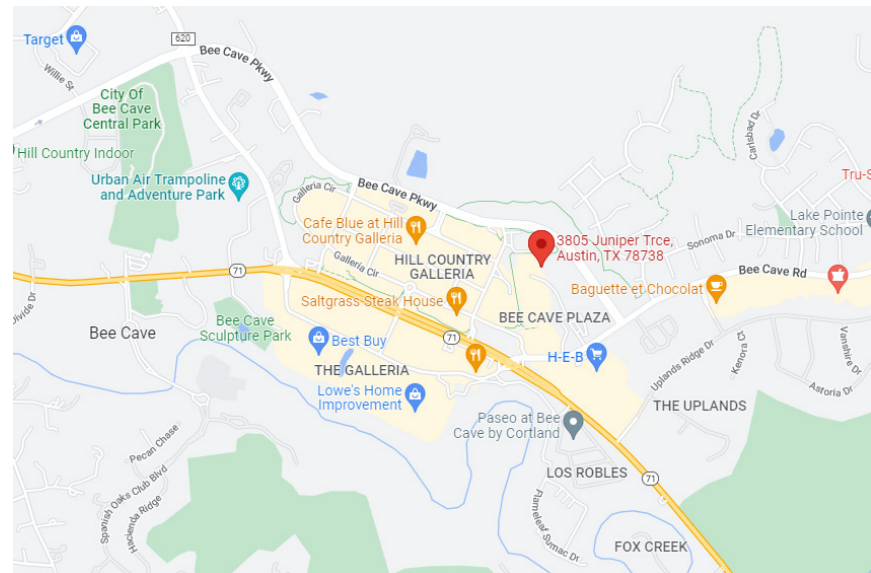 Target
620
Bee Cave Pkwy
Willie St
City Of
Bee Cave
Central Park
Hill Country Indoor
Urban Air Trampoline
and Adventure Park
Galleria Cir
Bee Cave Pkwy
Carlsbad Dr
Tru-S
Cafe Blue at Hill
Country Galleria
3805 Juniper Trce,
Austin, TX 78738
Lake Pointe
Elementary School
Sonoma Dr
HILL COUNTRY
GALLERIA
Galleria Cir
71
Bee Cave Rd
Baguette et Chocolat
Saltgrass Steak House
BEE CAVE PLAZA
Divide Dr
Bee Cave
Bee Cave
Sculpture Park
Best Buy
71
H-E-B
Uplands Ridge Dr
Kenora Ct
Vanshire Dr
Astoria Dr
THE GALLERIA
Lowe's Home
Improvement
THE UPLANDS
Paseo at Bee
Cave by Cortland
Pecan Chase
LOS ROBLES
71
Spanish Oaks Club Blvd
Hacienda Ridge
Flameleaf Sumac Dr
FOX CREEK